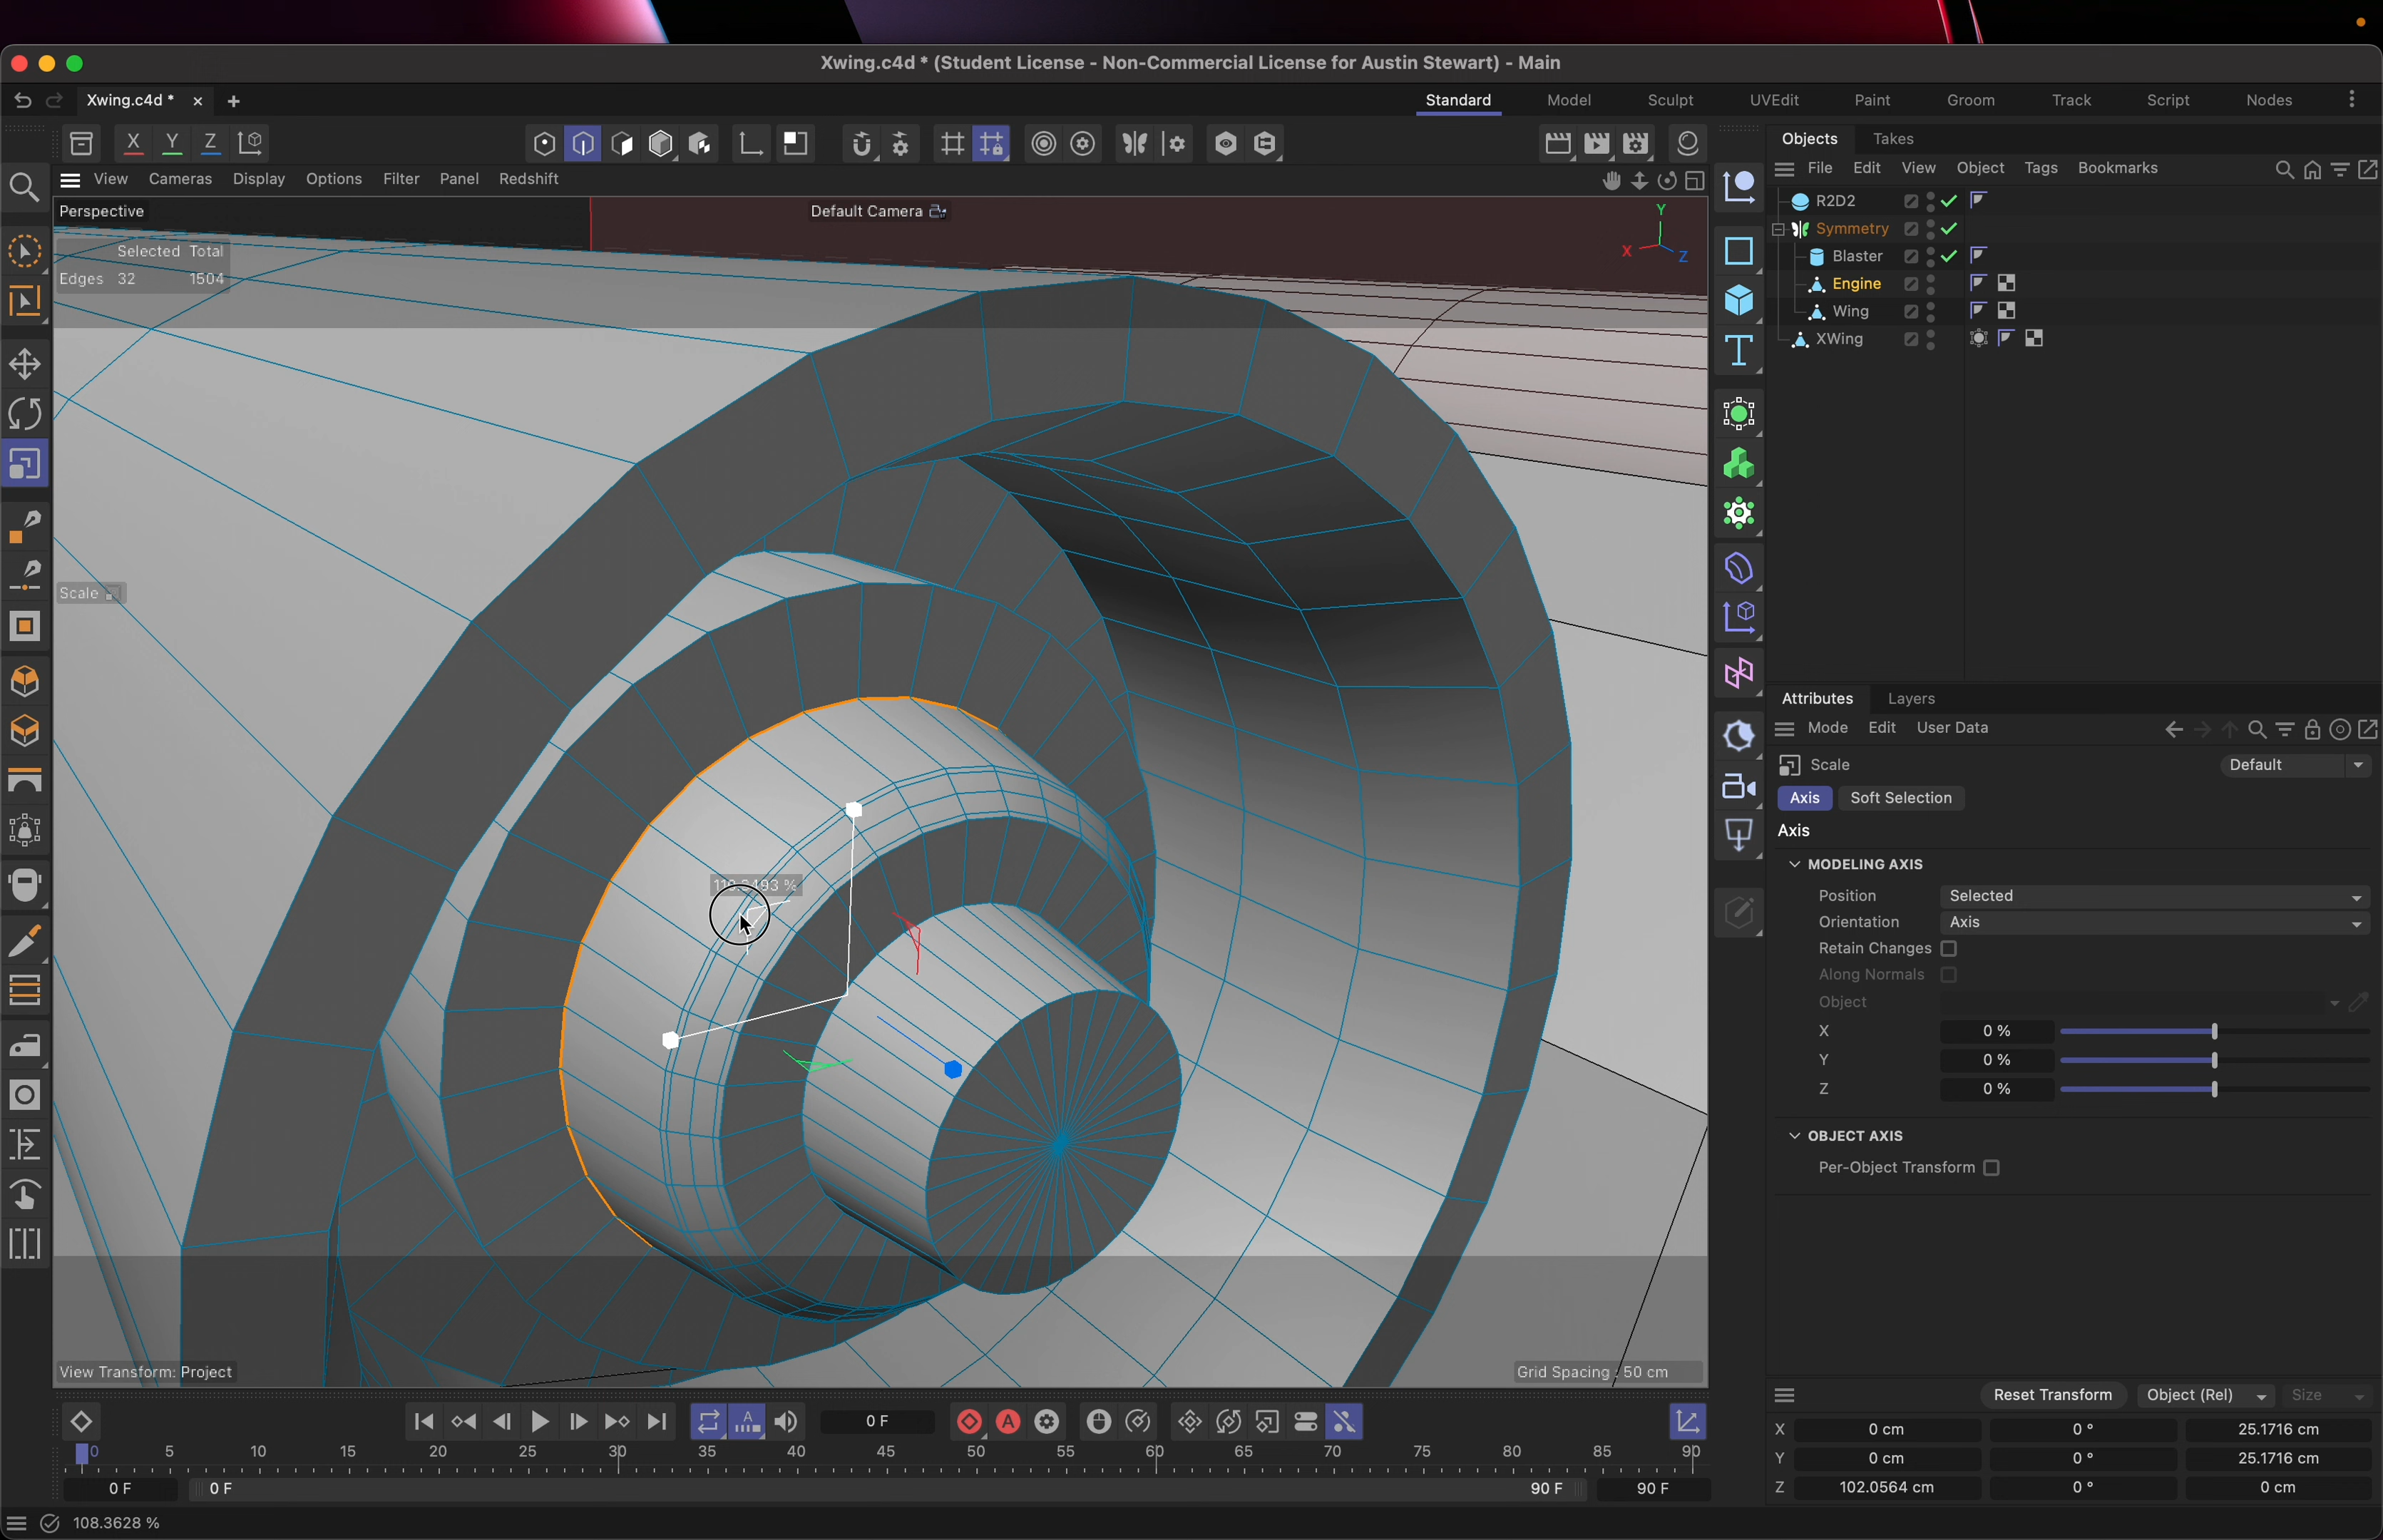 Xwing.c4d * (Student License - Non-Commercial License for Austin Stewart) - Main
Xwing.c4d *
Standard Model Sculpt UVEdit Paint Groom Track Script Nodes
X Y Z
Objects Takes
View Cameras Display Options Filter Panel Redshift
File Edit View Object Tags Bookmarks
Perspective
Default Camera
Y
X
Z
Selected Total
Edges 32 1504
Scale
View Transform: Project
Grid Spacing : 50 cm
R2D2
Symmetry
Blaster
Engine
Wing
XWing
Attributes Layers
Mode Edit User Data
Scale
Default
Axis Soft Selection
Axis
MODELING AXIS
Position Selected
Orientation Axis
Retain Changes
Along Normals
Object
X 0 %
Y 0 %
Z 0 %
OBJECT AXIS
Per-Object Transform
Reset Transform Object (Rel) Size
X 0 cm 0 ° 25.1716 cm
Y 0 cm 0 ° 25.1716 cm
Z 102.0564 cm 0 ° 0 cm
A
0 F
A
0 5 10 15 20 25 30 35 40 45 50 55 60 65 70 75 80 85 90
0 F 0 F 90 F 90 F
108.3628 %